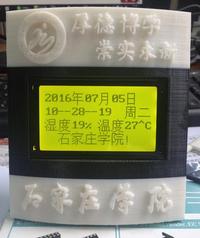 厚德博学
崇实求新
2016年07月05日
10--28--19 周二
湿度19% 温度27^C
石家庄学院!
石家庄学院